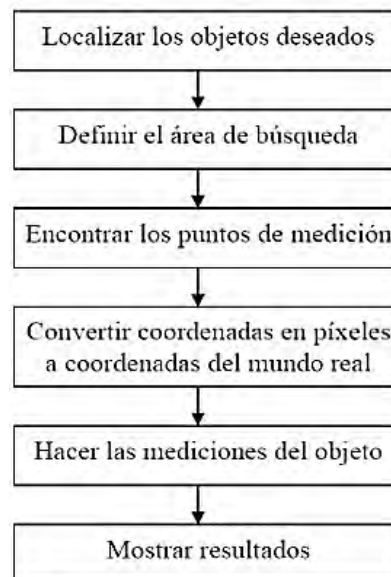 Localizar los objetos deseados
Definir el área de búsqueda
Encontrar los puntos de medición
Convertir coordenadas en píxeles
a coordenadas del mundo real
Hacer las mediciones del objeto
Mostrar resultados